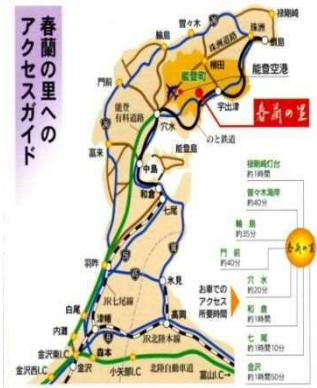 春蘭の里への
アクセスガイド
禄剛崎
曽々木
珠洲
輪島
珠洲道路
鵜島
柳田
能登町
能登空港
門前
能登
有料道路
宇出津
春蘭の里
穴水
のと鉄道
富来
能登島
中島
和倉
七尾
禄剛崎灯台
約1時間
曽々木海岸
約40分
輪島
約35分
門前
約40分
春蘭の里
羽咋
お車での
アクセス
所要時間
穴水
約20分
和倉
約1時間
七尾
約1時間10分
金沢
約1時間50分
氷見
JR七尾線
白尾
津幡
高岡
内灘
JR北陸本線
金沢東I.C
金沢西I.C
金沢
森本
小矢部I.C
北陸自動車道
富山I.C→